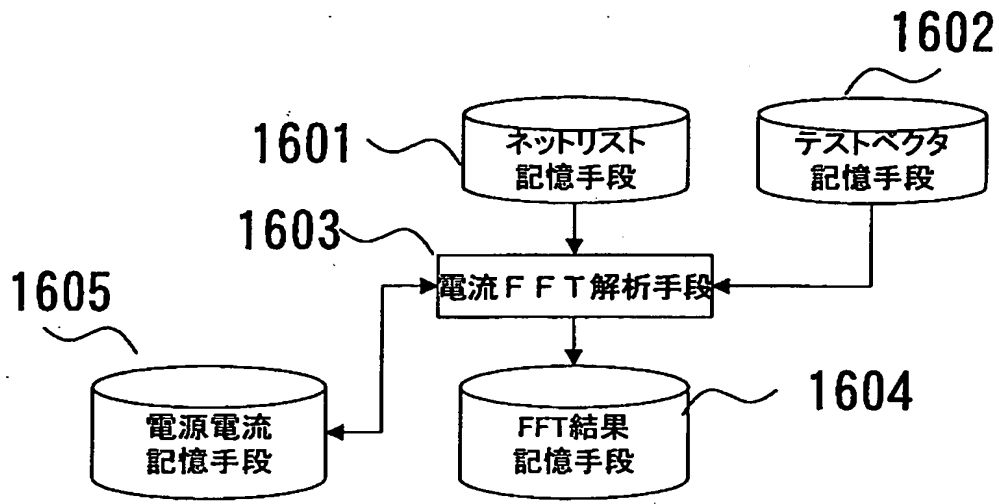 1602
1601
ネットリスト
記憶手段
テストベクタ
記憶手段
1603
電流ＦＦＴ解析手段
1605
電源電流
記憶手段
FFT結果
記憶手段
1604